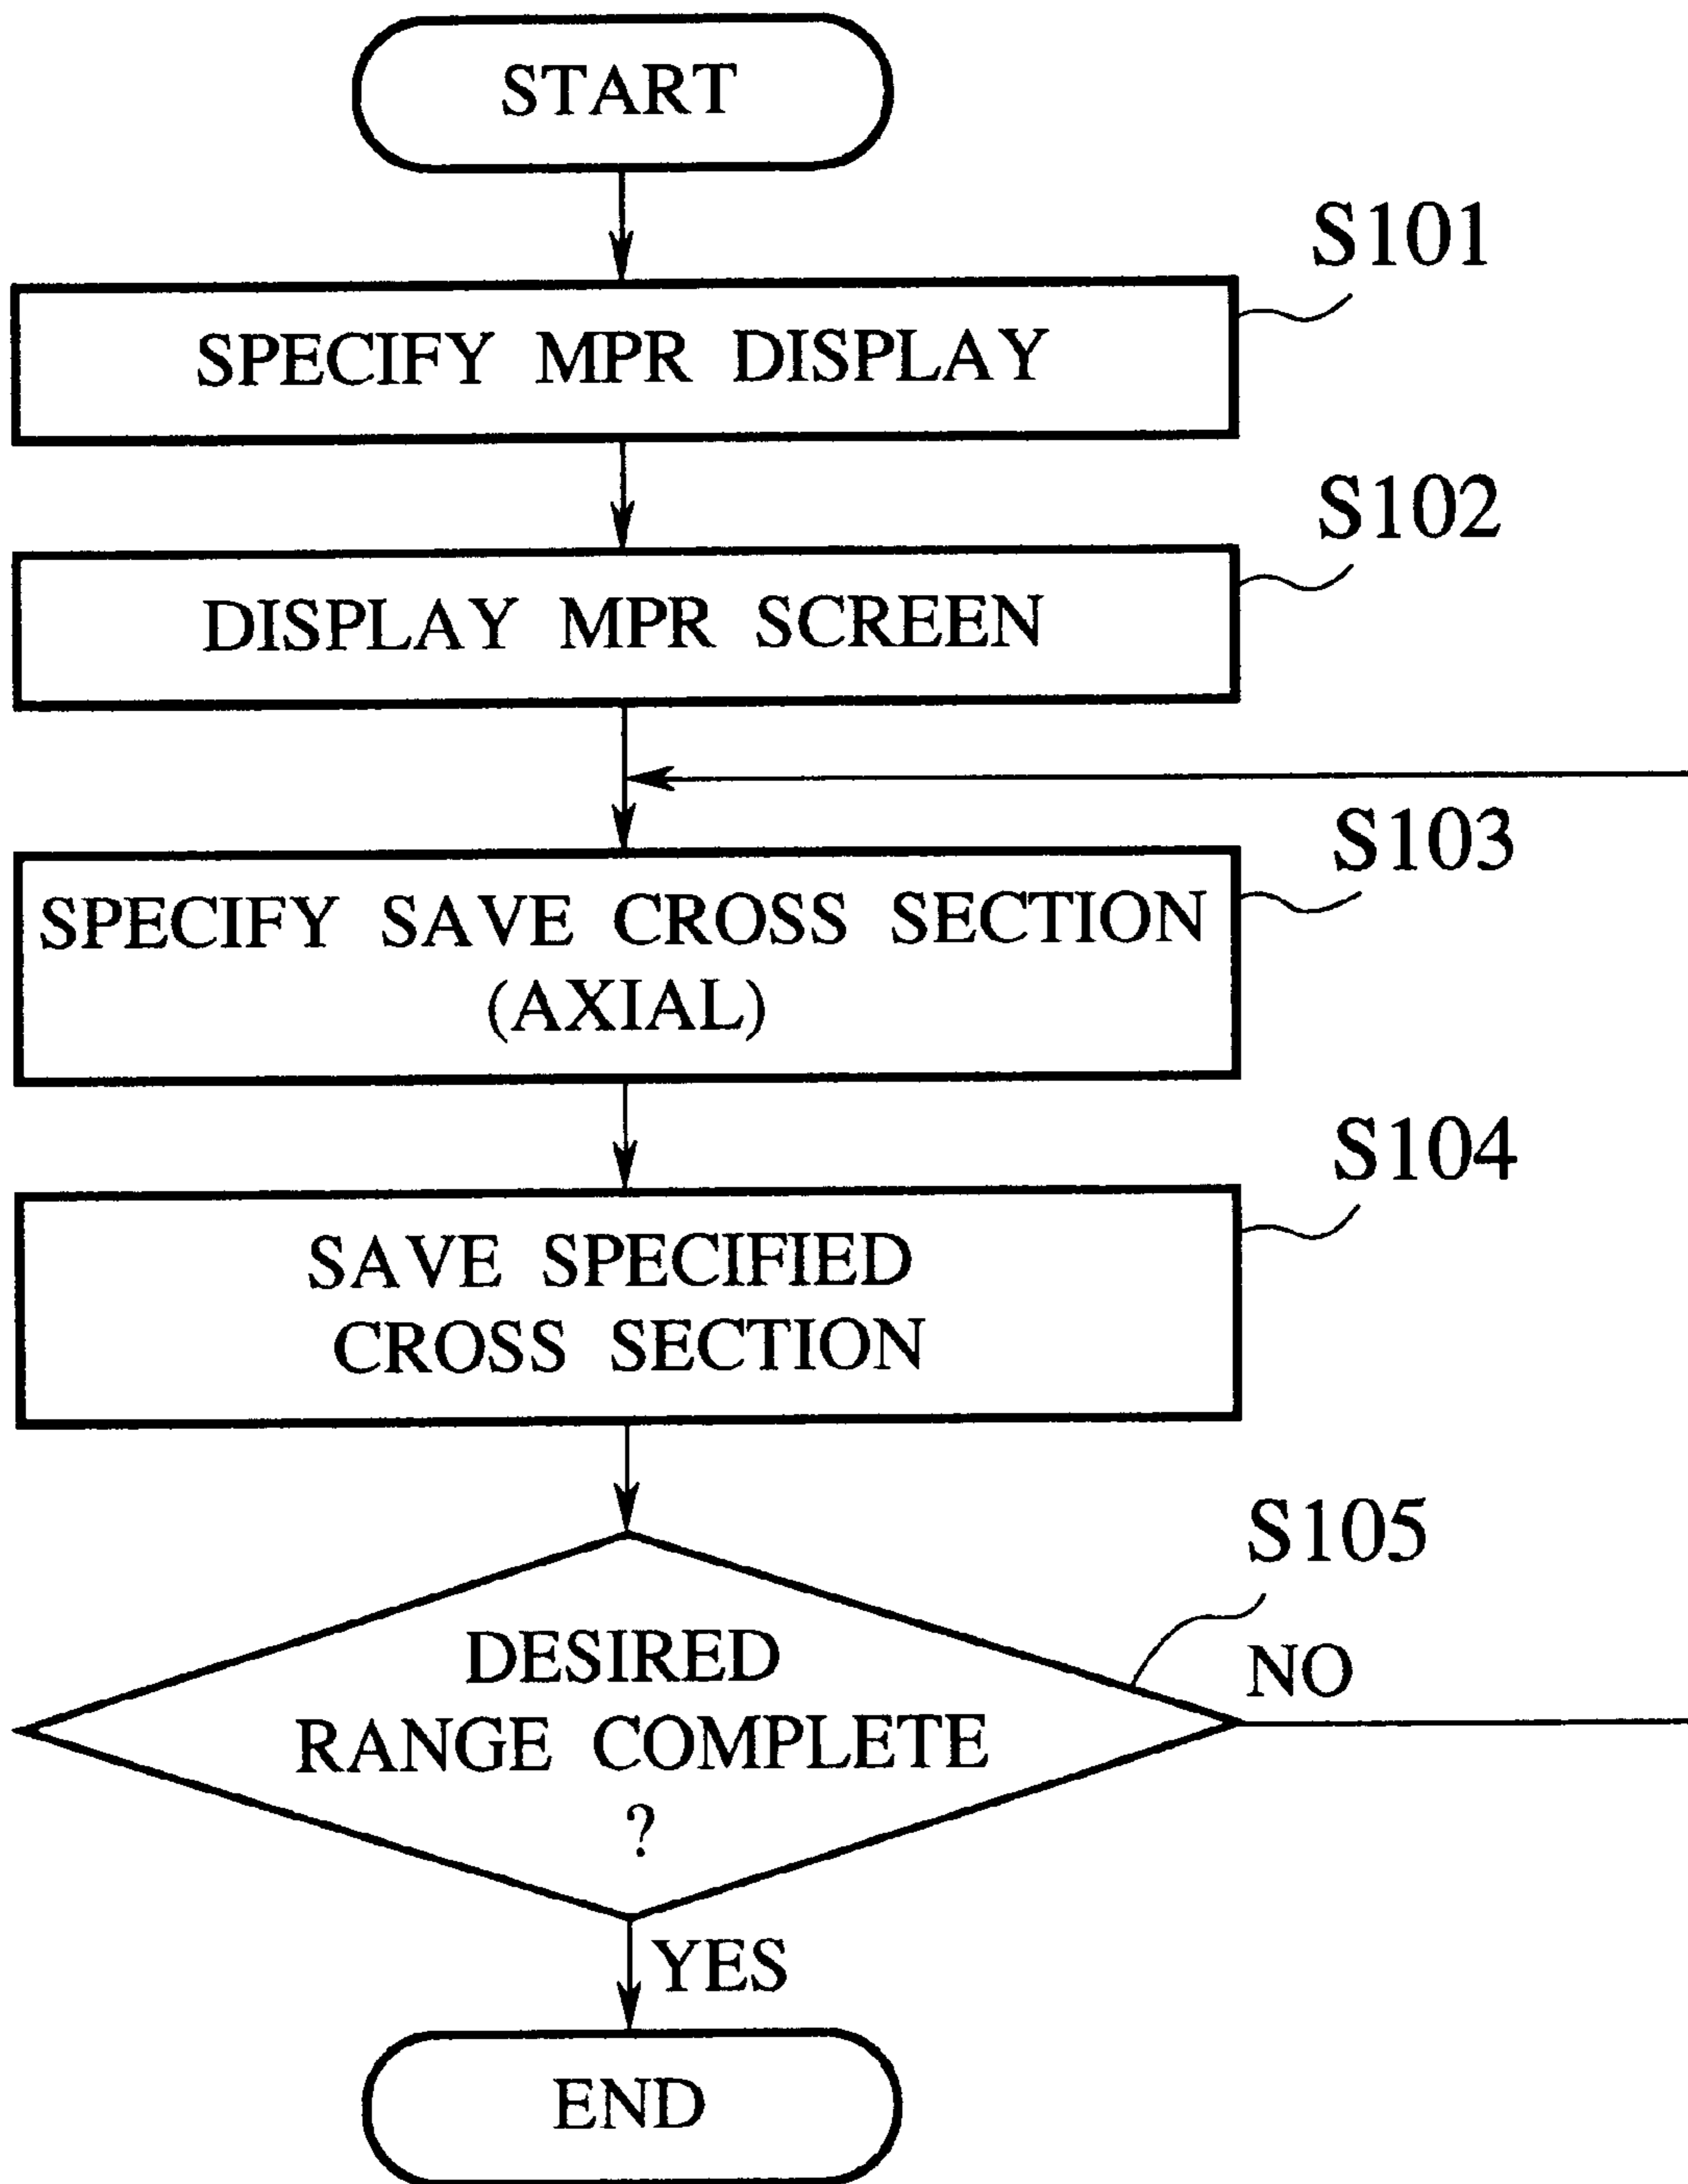 START
S101
SPECIFY MPR DISPLAY
S102
DISPLAY MPR SCREEN
S103
SPECIFY SAVE CROSS SECTION
(AXIAL)
S104
SAVE SPECIFIED
CROSS SECTION
S105
DESIRED
RANGE COMPLETE
?
NO
YES
END